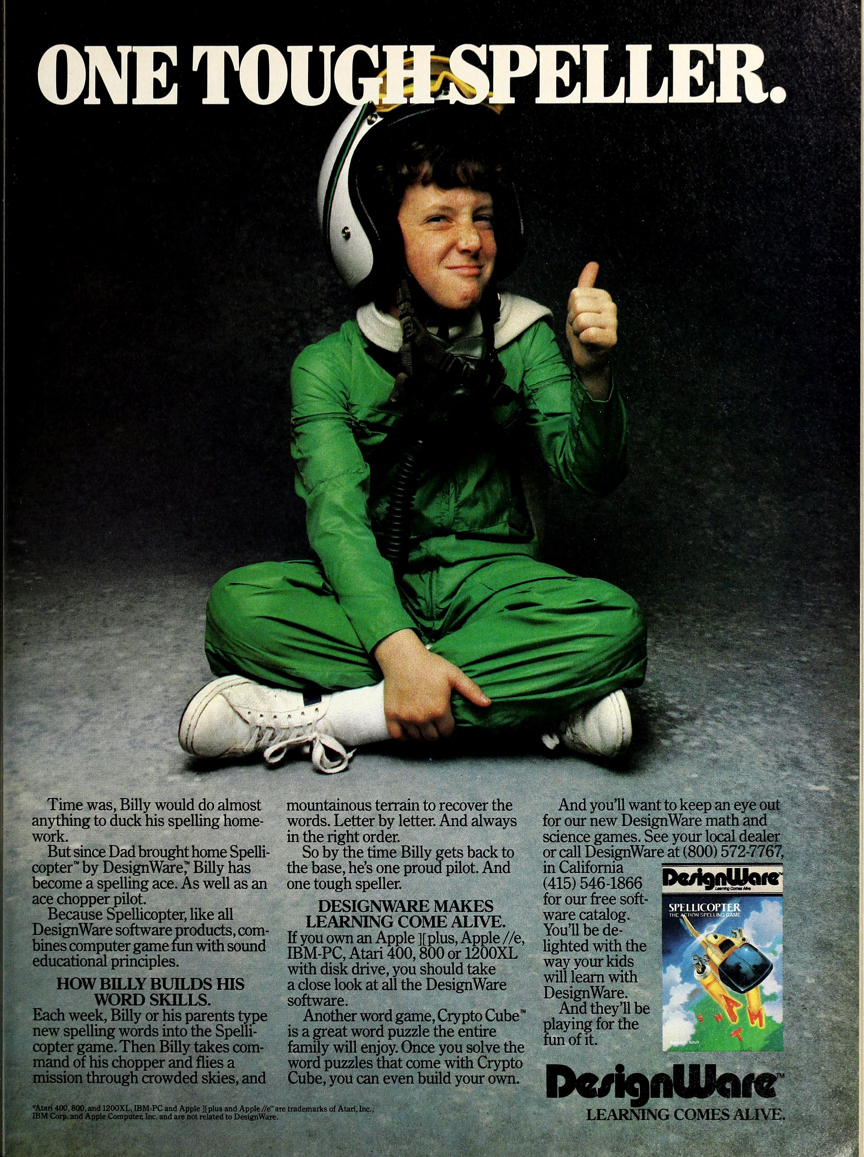 ONE TOUGH SPELLER.
Time was, Billy would do almost
anything to duck his spelling home-
work.
But since Dad brought home Spelli-
copter™ by DesignWare,™ Billy has
become a spelling ace. As well as an
ace chopper pilot.
Because Spellicopter, like all
DesignWare software products, com-
bines computer game fun with sound
educational principles.
HOW BILLY BUILDS HIS
WORD SKILLS.
Each week, Billy or his parents type
new spelling words into the Spelli-
copter game. Then Billy takes com-
mand of his chopper and flies a
mission through crowded skies, and
mountainous terrain to recover the
words. Letter by letter. And always
in the right order.
So by the time Billy gets back to
the base, he's one proud pilot. And
one tough speller.
DESIGNWARE MAKES
LEARNING COME ALIVE.
If you own an Apple ][ plus, Apple //e,
IBM-PC, Atari 400, 800 or 1200XL
with disk drive, you should take
a close look at all the DesignWare
software.
Another word game, Crypto Cube™
is a great word puzzle the entire
family will enjoy. Once you solve the
word puzzles that come with Crypto
Cube, you can even build your own.
And you'll want to keep an eye out
for our new DesignWare math and
science games. See your local dealer
or call DesignWare at (800) 572-7767,
in California
(415) 546-1866
for our free soft-
ware catalog.
You'll be de-
lighted with the
way your kids
will learn with
DesignWare.
And they'll be
playing for the
fun of it.
DesignWare™
Learning Comes Alive
SPELLICOPTER
THE ACTION SPELLING GAME
DesignWare™
LEARNING COMES ALIVE.
"Atari 400, 800, and 1200XL, IBM-PC and Apple ][ plus and Apple //e" are trademarks of Atari, Inc.,
IBM Corp. and Apple Computer, Inc. and are not related to DesignWare.